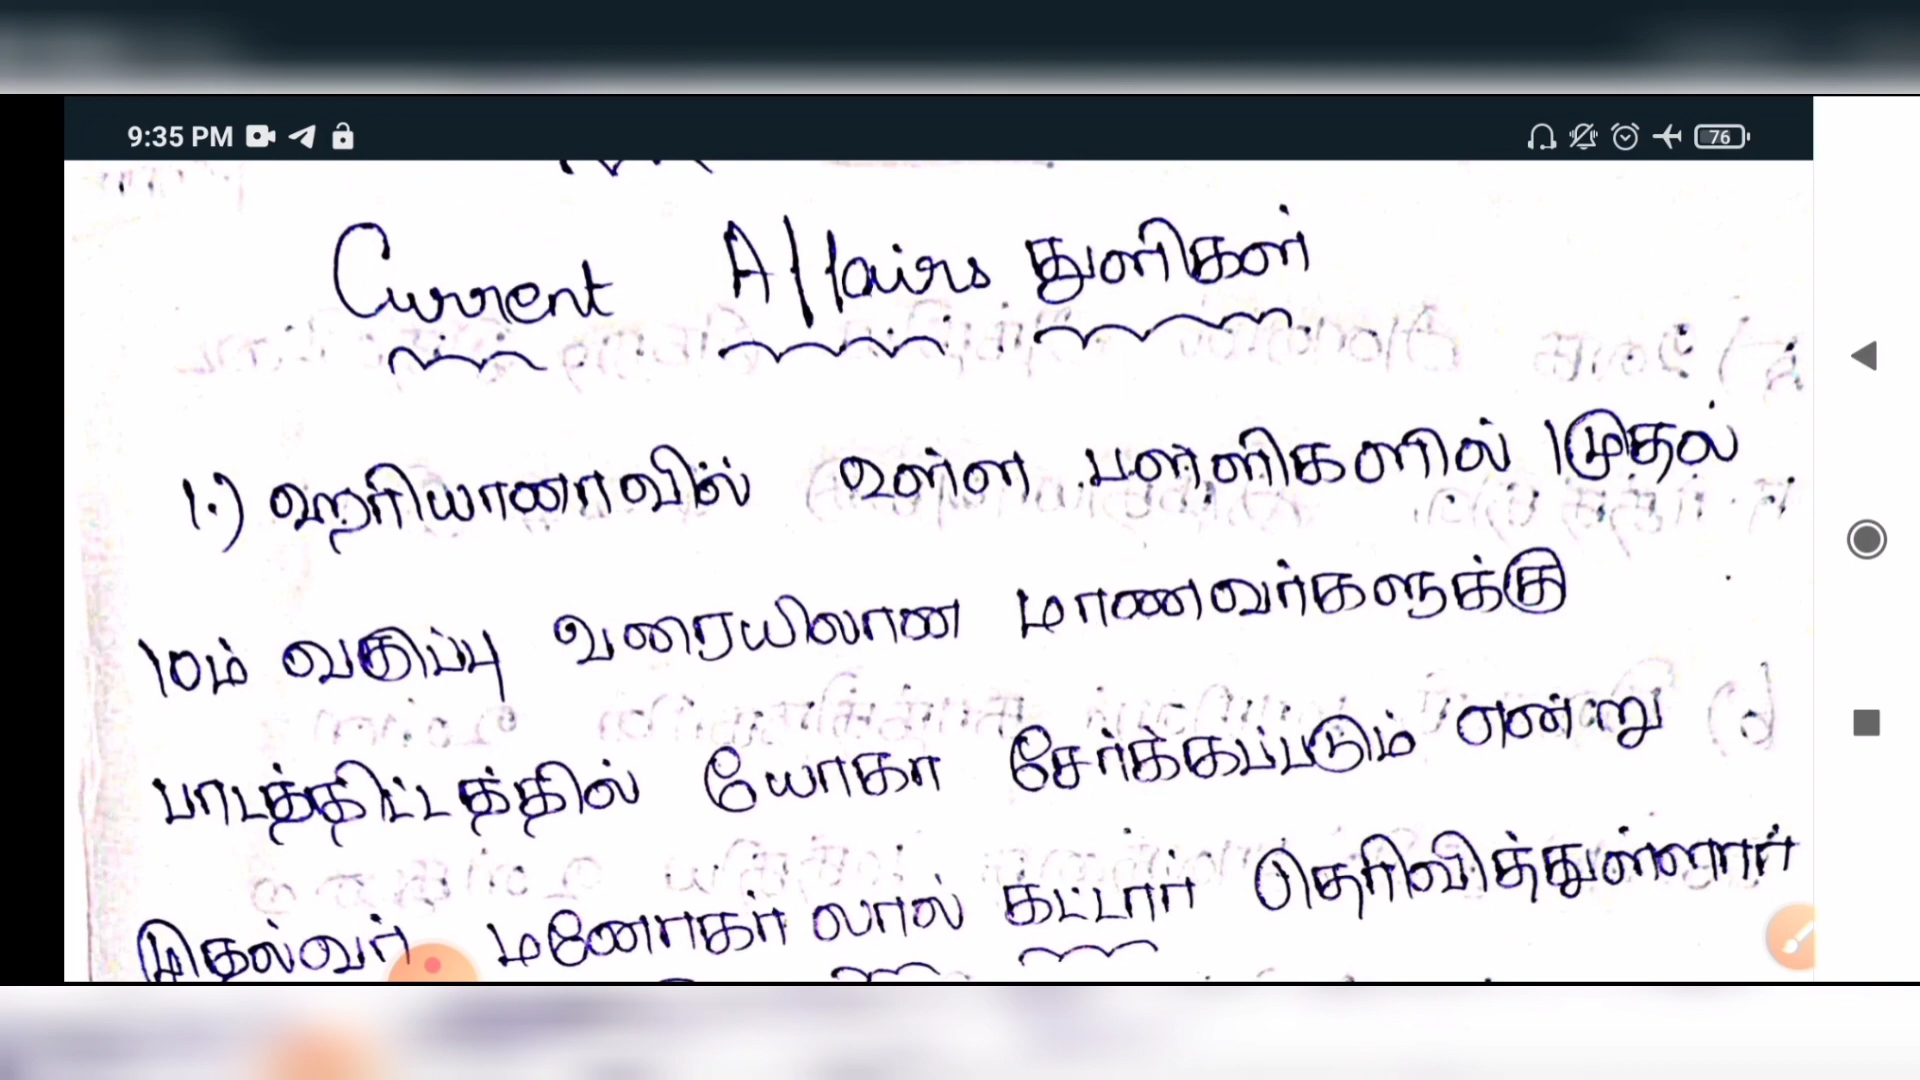 9:35 PM
76
Current Affairs துளிகள்
1.) ஹரியானாவில் உள்ள பள்ளிகளில் 1முதல்
10ம் வகுப்பு வரையிலான மாணவர்களுக்கு
பாடத்திட்டத்தில் யோகா சேர்க்கப்படும் என்று
முதல்வர் மனோகர் லால் கட்டார் தெரிவித்துள்ளார்